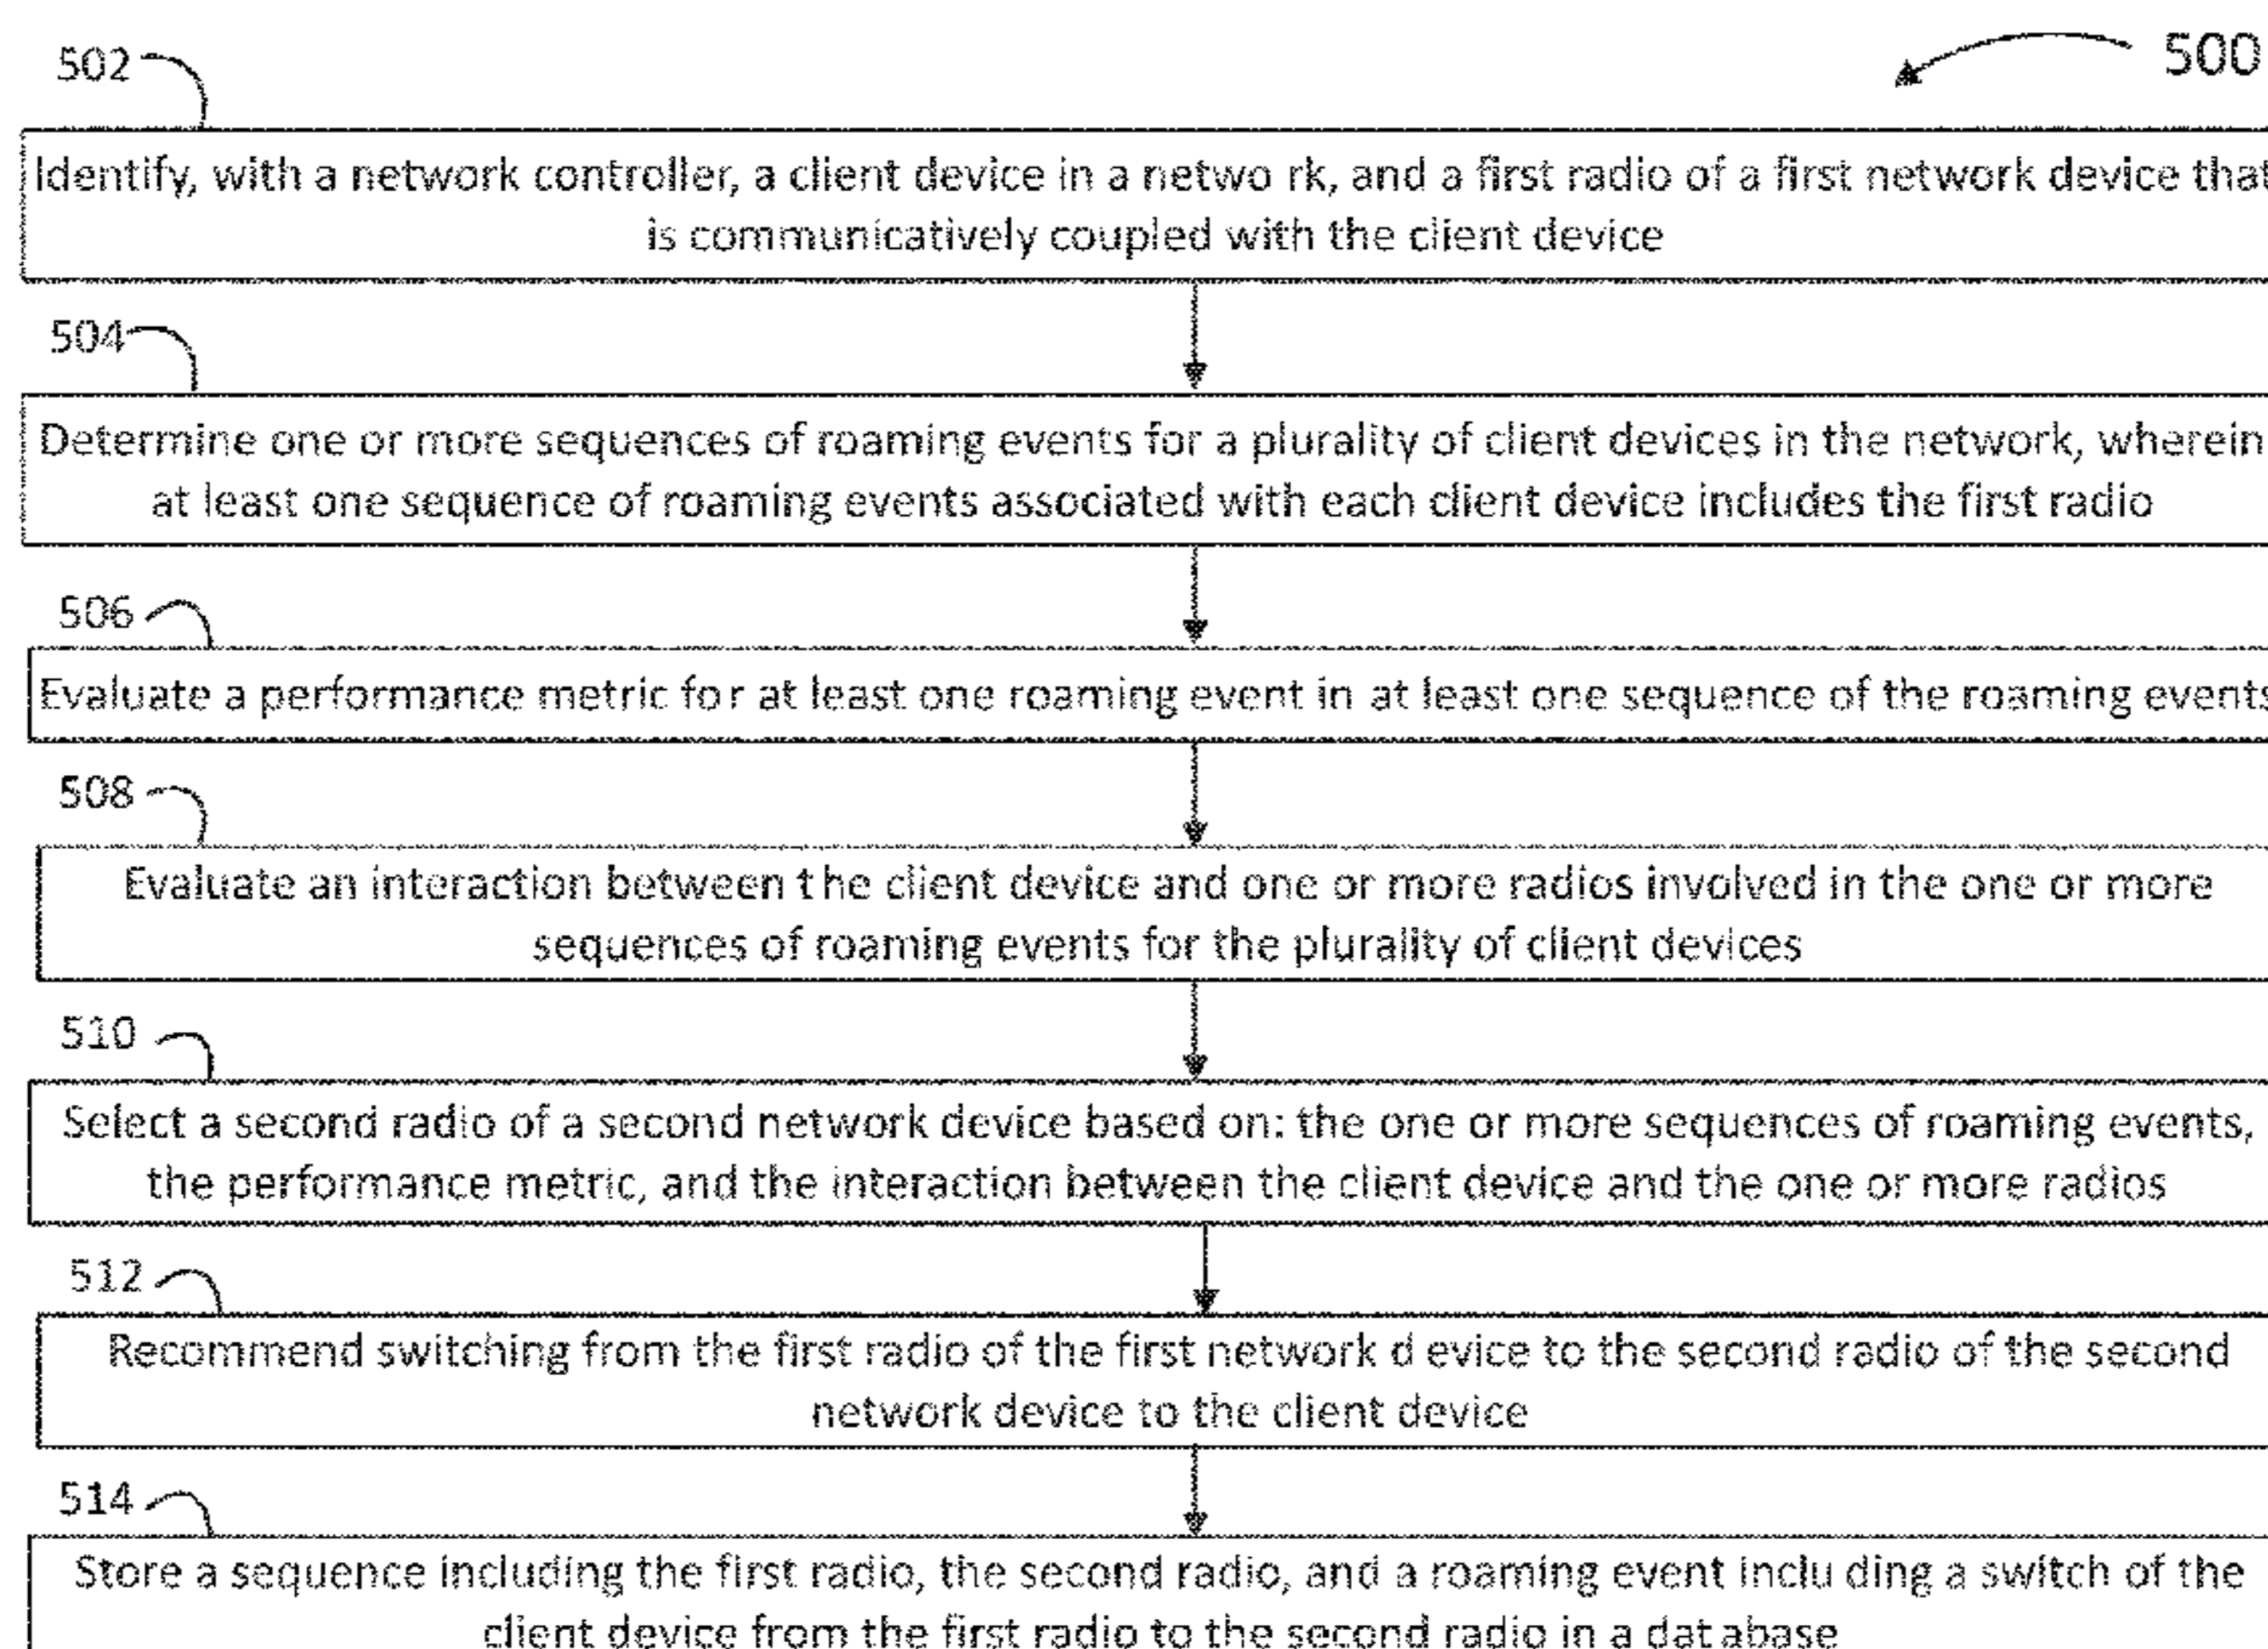 500
502
Identify, with a network controller, a client device in a netwo rk, and a first radio of a first network device that
is communicatively coupled with the client device
504
Determine one or more sequences of roaming events for a plurality of client devices in the network, wherein
at least one sequence of roaming events associated with each client device includes the first radio
506
Evaluate a performance metric for at least one roaming event in at least one sequence of the roaming events
508
Evaluate an interaction between t he client device and one or more radios involved in the one or more
sequences of roaming events for the plurality of client devices
510
Select a second radio of a second network device based on: the one or more sequences of roaming events,
the performance metric, and the interaction between the client device and the one or more radios
512
Recommend switching from the first radio of the first network d evice to the second radio of the second
network device to the client device
514
Store a sequence including the first radio, the second radio, and a roaming event inclu ding a switch of the
client device from the first radio to the second radio in a dat abase